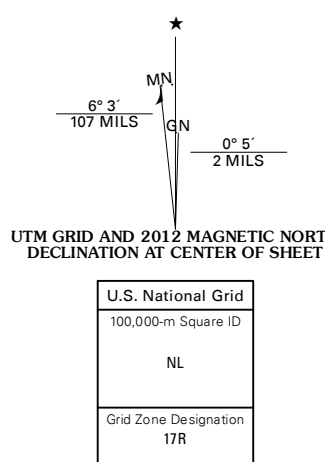 ★
MN
GN
6° 3´
107 MILS
0° 5´
2 MILS
UTM GRID AND 2012 MAGNETIC NORT
DECLINATION AT CENTER OF SHEET
U.S. National Grid
100,000-m Square ID
NL
Grid Zone Designation
17R